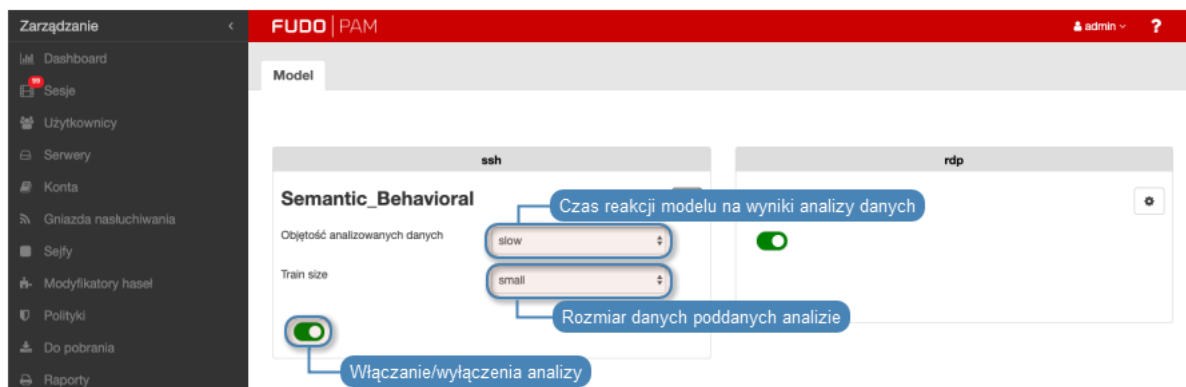 Zarządzanie
FUDO PAM
admin
?
Dashboard
99
Sesje
Użytkownicy
Serwery
Konta
Gniazda nasłuchiwania
Sejfy
Modyfikatory haseł
Polityki
Do pobrania
Raporty
Model
ssh
Semantic_Behavioral
Czas reakcji modelu na wyniki analizy danych
Objętość analizowanych danych
slow
Train size
small
Rozmiar danych poddanych analizie
Włączanie/wyłączenia analizy
rdp